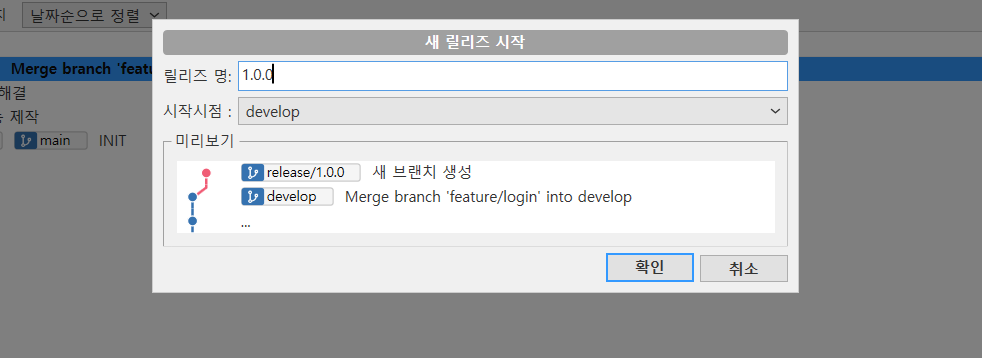 날짜순으로 정렬
새 릴리즈 시작
Merge branch 'featu
릴리즈 명: 1.0.0
해결
시작시점 : develop
제작
main INIT
미리보기
release/1.0.0 새 브랜치 생성
develop Merge branch 'feature/login' into develop
...
확인 취소